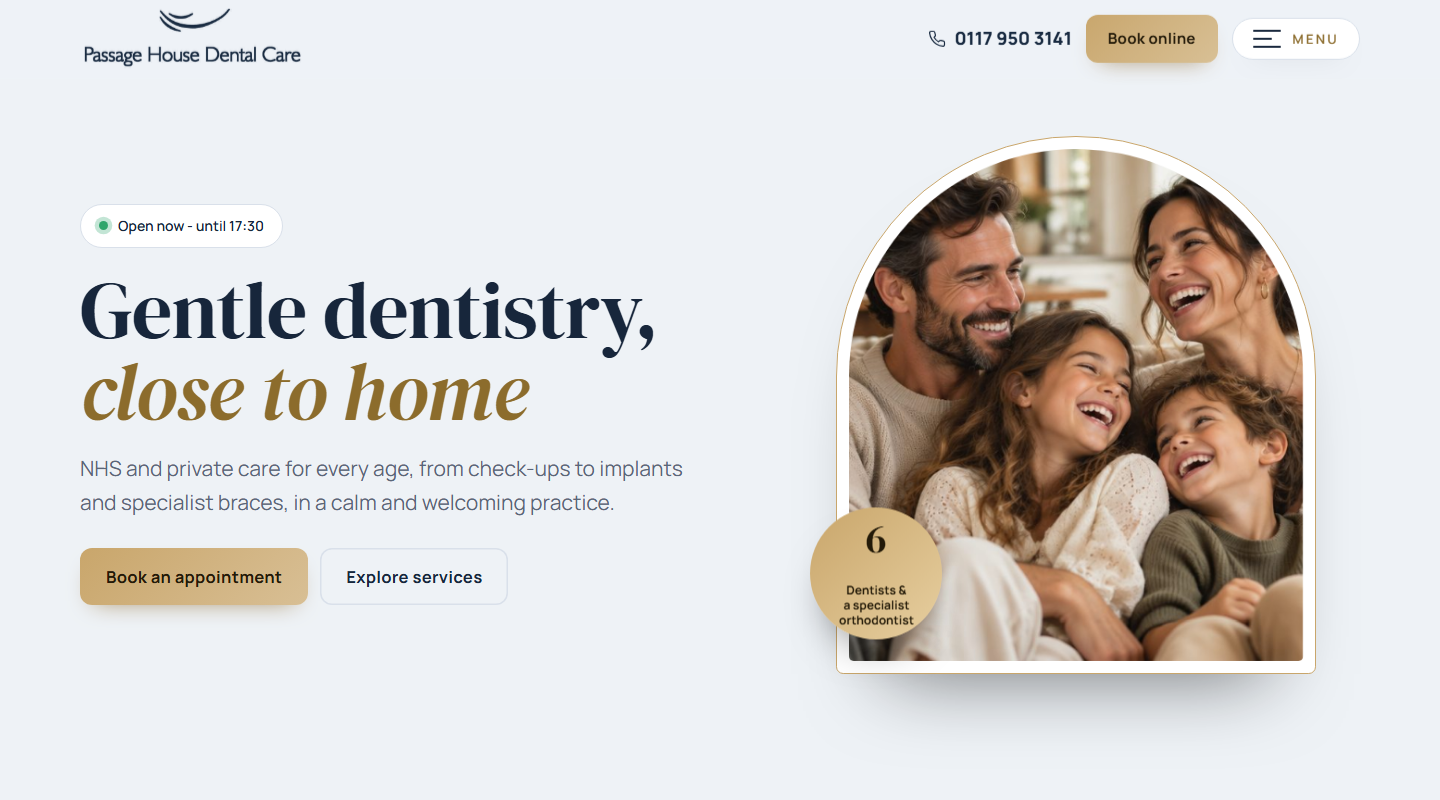 Passage House Dental Care
0117 950 3141
Book online
MENU
Open now - until 17:30
Gentle dentistry,
close to home
NHS and private care for every age, from check-ups to implants
and specialist braces, in a calm and welcoming practice.
Book an appointment
Explore services
6
Dentists &
a specialist
orthodontist